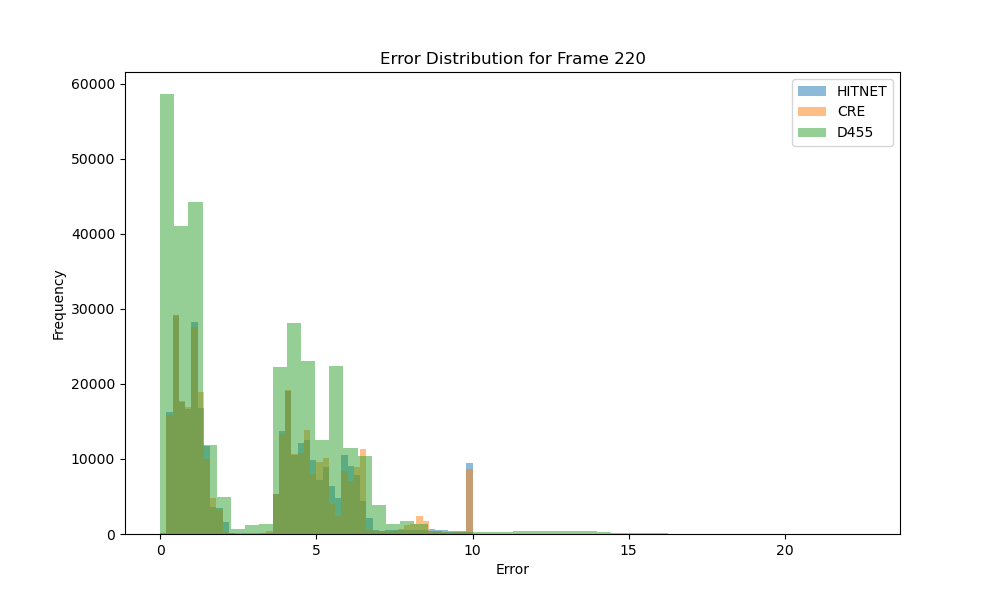 Error Distribution for Frame 220
HITNET
CRE
D455
60000
50000
40000
30000
20000
10000
0
Frequency
0 5 10 15 20
Error